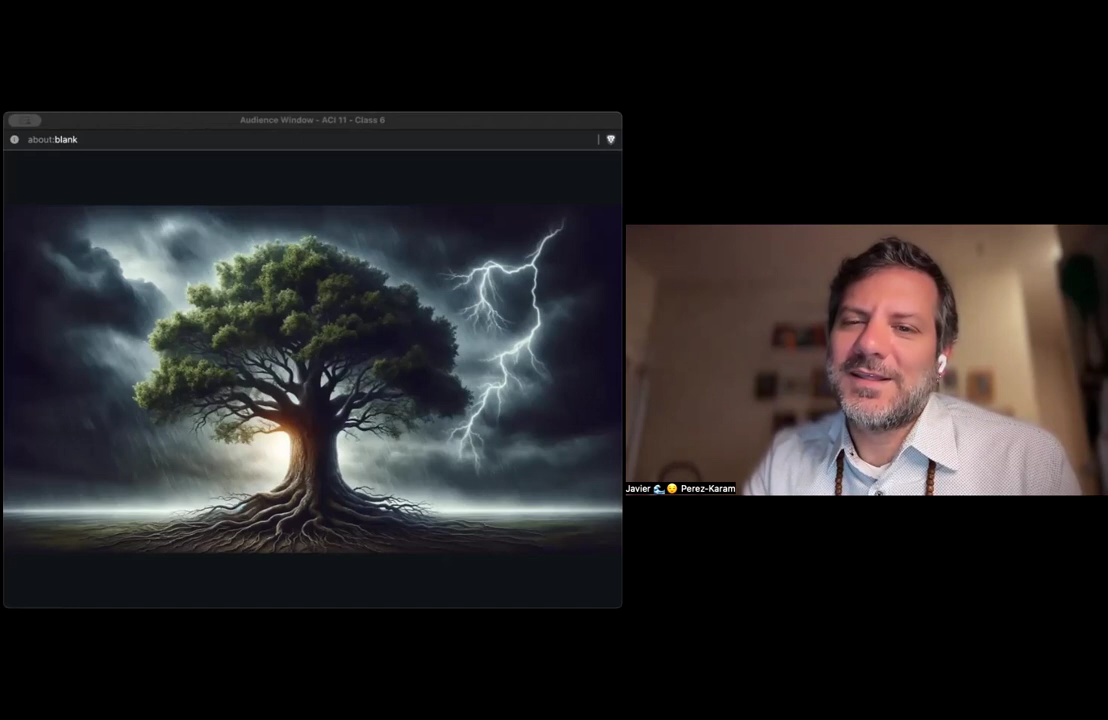 Audience Window - ACI 11 - Class 6
about:blank
Javier 🌊 😌 Perez-Karam